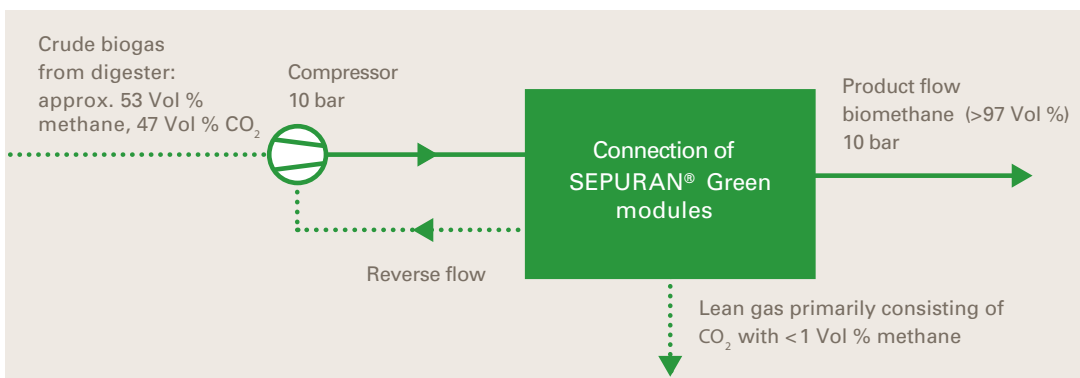 Crude biogas
from digester:
approx. 53 Vol %
methane, 47 Vol % CO₂
Compressor
10 bar
Connection of
SEPURAN® Green
modules
Product flow
biomethane (>97 Vol %)
10 bar
Reverse flow
Lean gas primarily consisting of
CO₂ with <1 Vol % methane